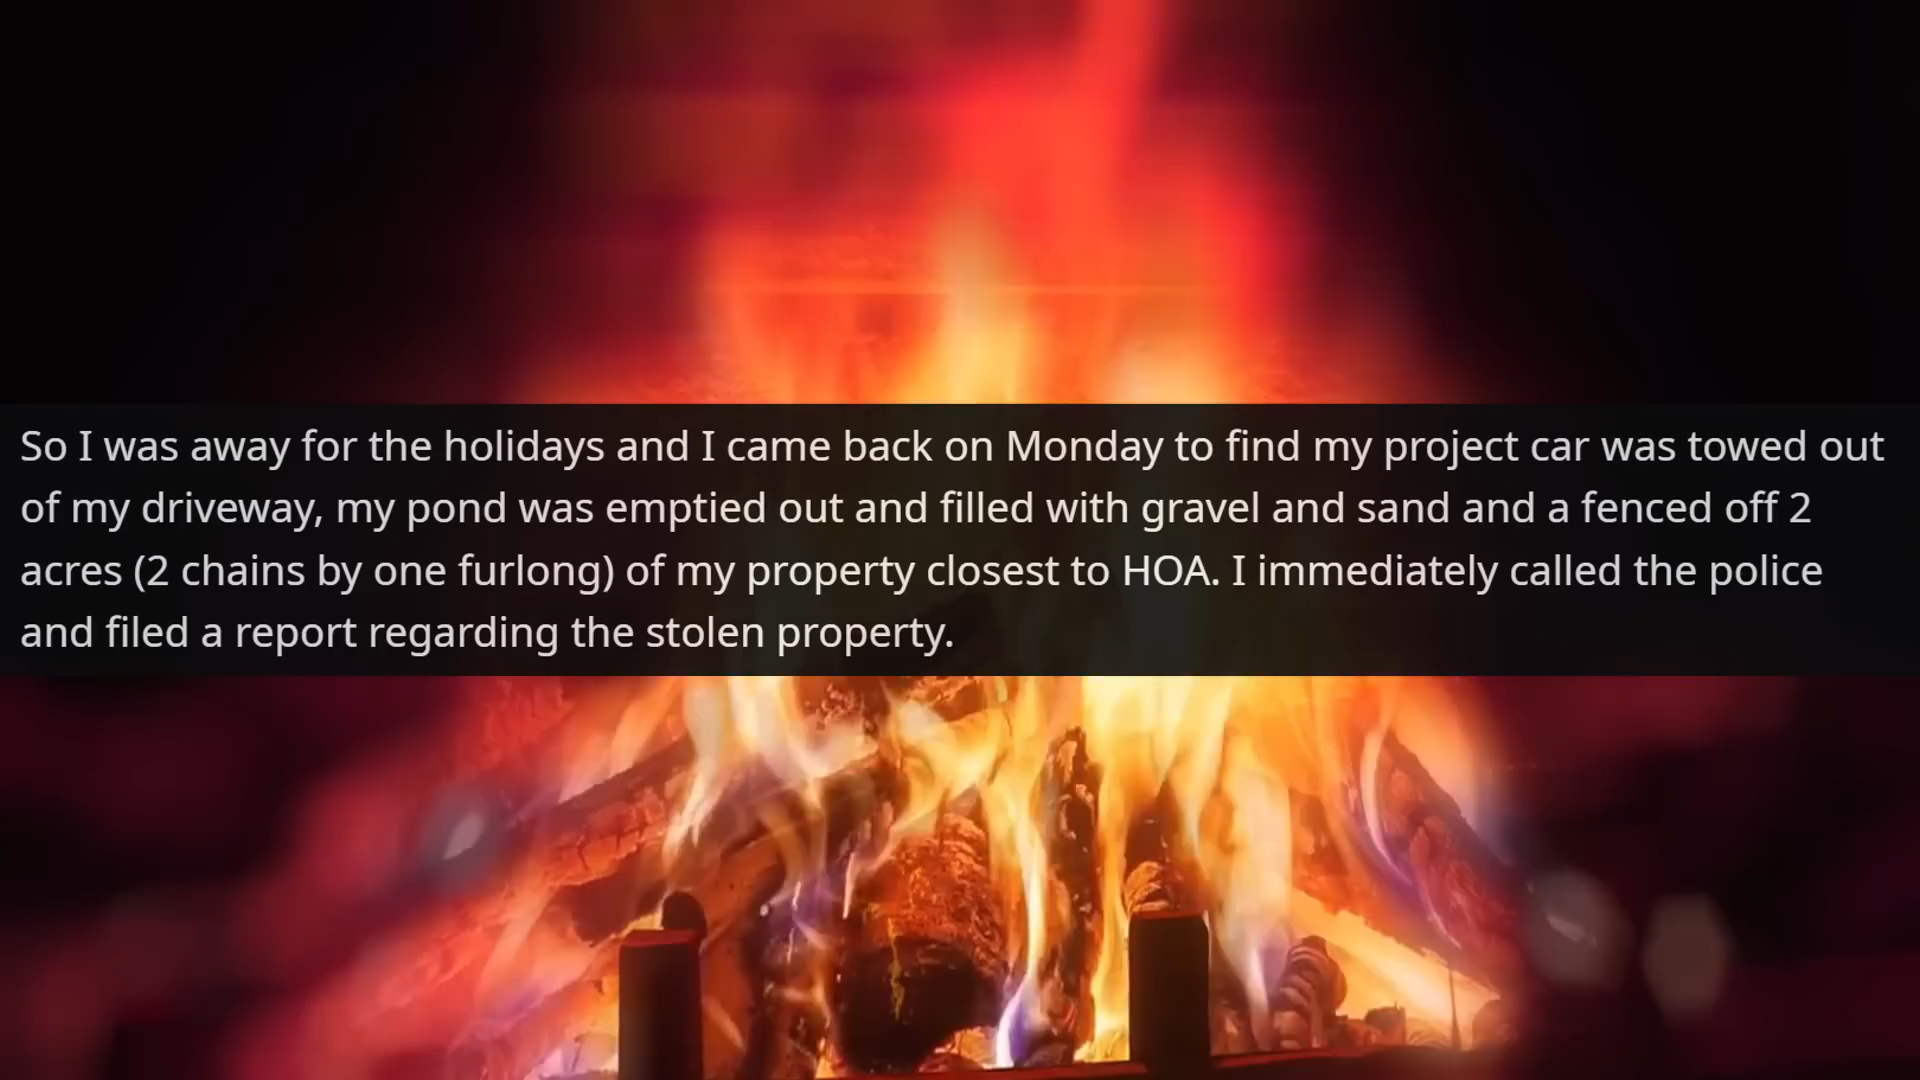 So I was away for the holidays and I came back on Monday to find my project car was towed out
of my driveway, my pond was emptied out and filled with gravel and sand and a fenced off 2
acres (2 chains by one furlong) of my property closest to HOA. I immediately called the police
and filed a report regarding the stolen property.